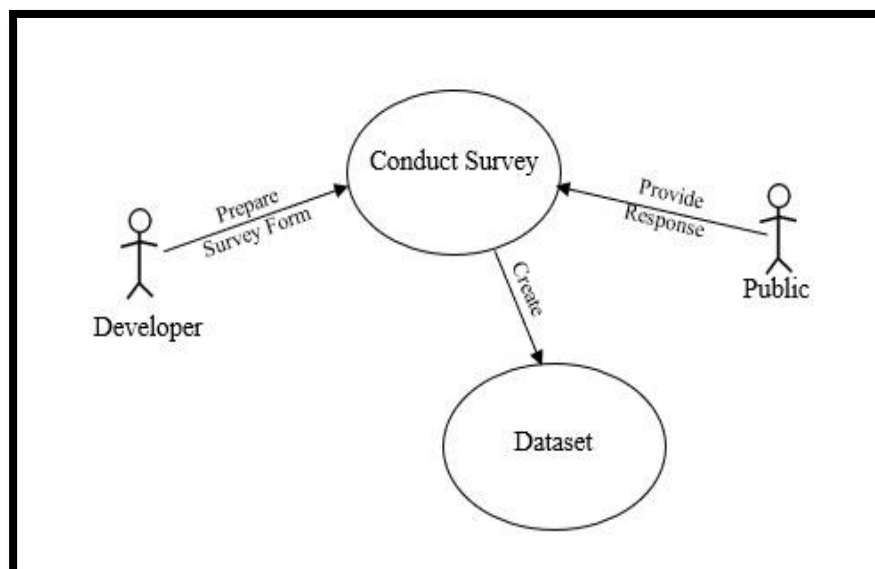 Conduct Survey
Prepare
Survey Form
Provide
Response
Developer
Public
Create
Dataset